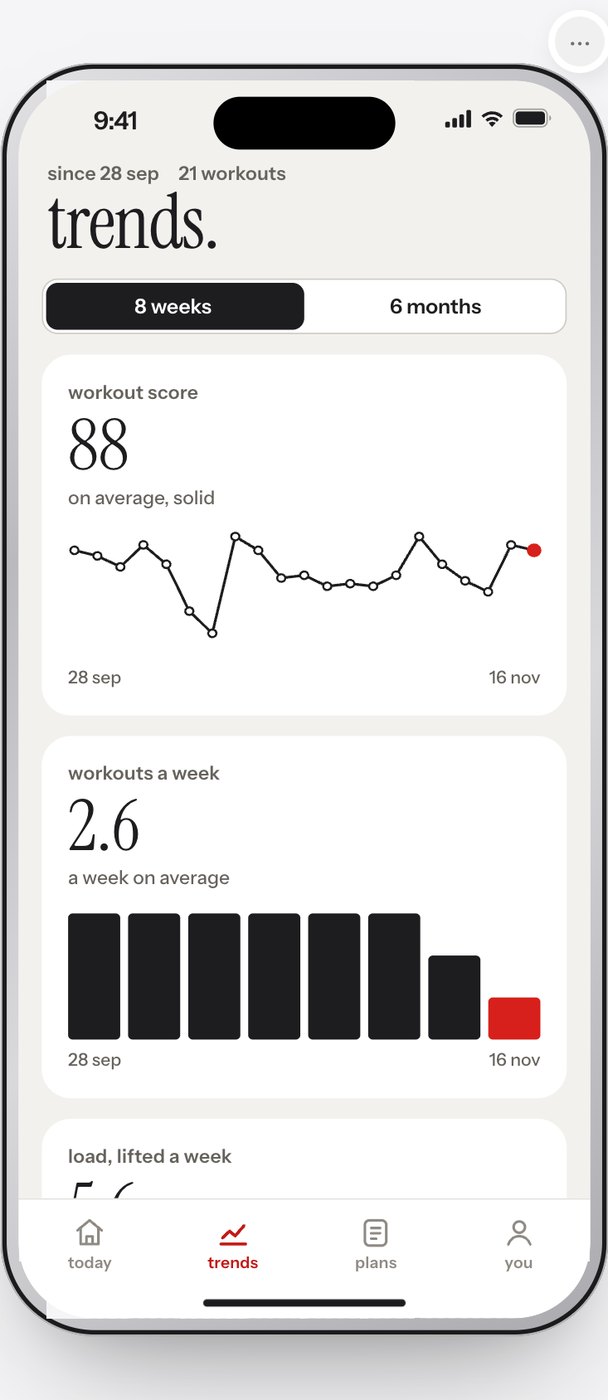 9:41
since 28 sep 21 workouts
trends.
8 weeks 6 months
workout score
88
on average, solid
28 sep 16 nov
workouts a week
2.6
a week on average
28 sep 16 nov
load, lifted a week
today trends plans you